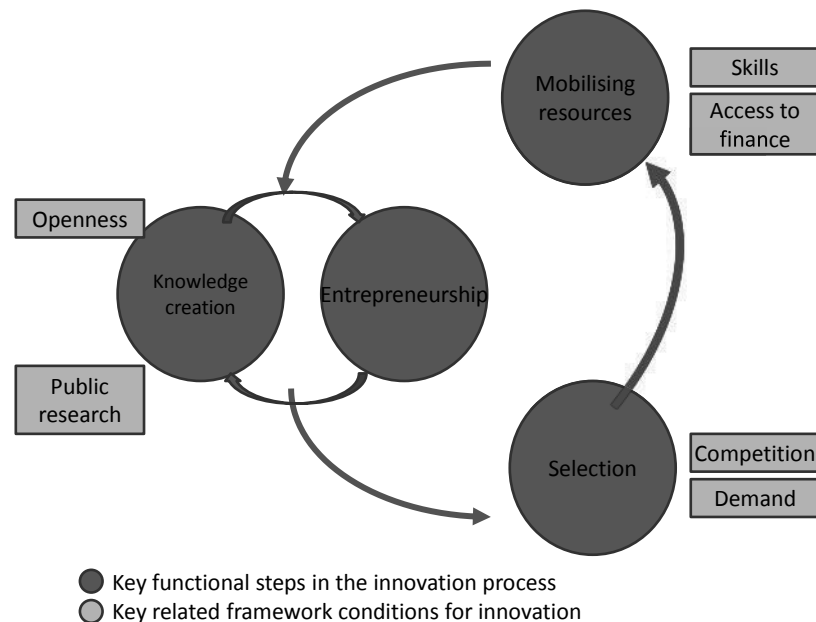 Mobilising
resources
Skills
Access to
finance
Openness
Knowledge
creation
Entrepreneurship
Public
research
Selection
Competition
Demand
Key functional steps in the innovation process
Key related framework conditions for innovation